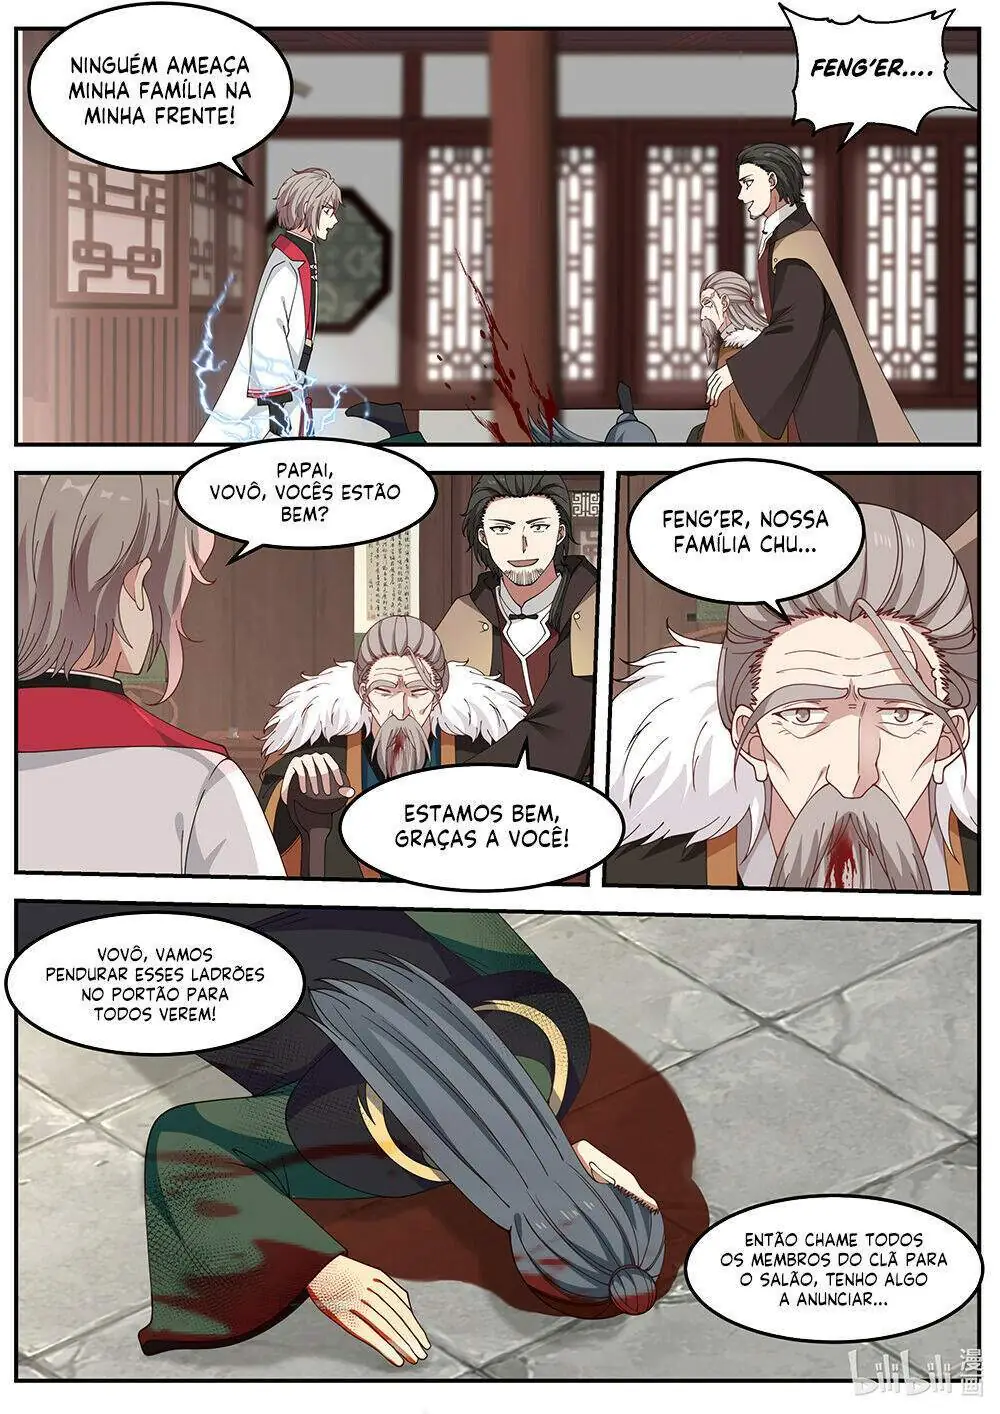 NINGUÉM AMEAÇA
MINHA FAMÍLIA NA
MINHA FRENTE!
FENG'ER....
PAPAI,
VOVÔ, VOCÊS ESTÃO
BEM?
ESTAMOS BEM,
GRAÇAS A VOCÊ!
FENG'ER, NOSSA
FAMÍLIA CHU...
VOVÔ, VAMOS
PENDURAR ESSES LADRÕES
NO PORTÃO PARA
TODOS VEREM!
ENTÃO CHAME TODOS
OS MEMBROS DO CLÃ PARA
O SALÃO, TENHO ALGO
A ANUNCIAR...
bilibili 漫画